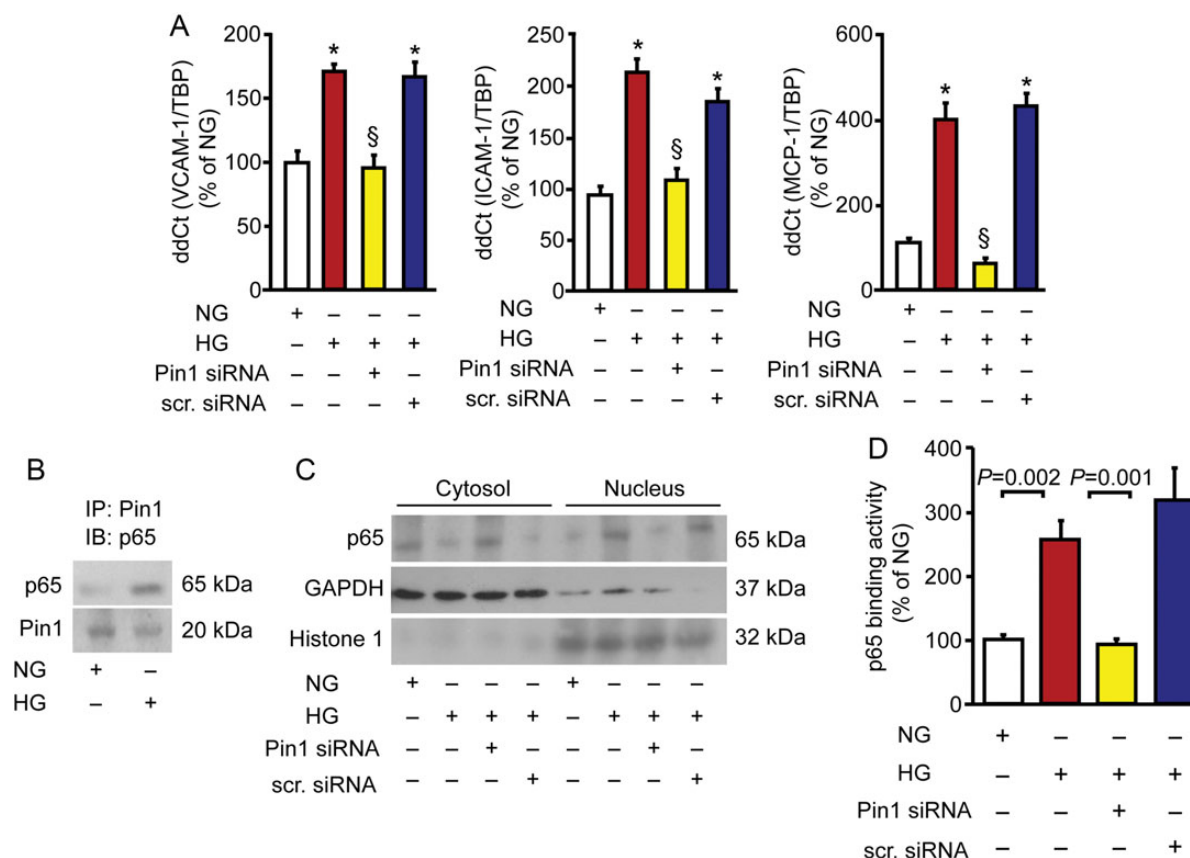 A
ddCt (VCAM-1/TBP)
(% of NG)
200
150
100
50
0
* § *
NG + – – –
HG – + + +
Pin1 siRNA – – + –
scr. siRNA – – – +
ddCt (ICAM-1/TBP)
(% of NG)
250
200
150
100
50
0
* § *
NG + – – –
HG – + + +
Pin1 siRNA – – + –
scr. siRNA – – – +
ddCt (MCP-1/TBP)
(% of NG)
600
400
200
0
* § *
NG + – – –
HG – + + +
Pin1 siRNA – – + –
scr. siRNA – – – +
B
IP: Pin1
IB: p65
p65 65 kDa
Pin1 20 kDa
NG + –
HG – +
C
Cytosol Nucleus
p65 65 kDa
GAPDH 37 kDa
Histone 1 32 kDa
NG + – – – + – – –
HG – + + + – + + +
Pin1 siRNA – – + – – – + –
scr. siRNA – – – + – – – +
D
p65 binding activity
(% of NG)
400
300
200
100
0
P=0.002 P=0.001
NG + – – –
HG – + + +
Pin1 siRNA – – + –
scr. siRNA – – – +